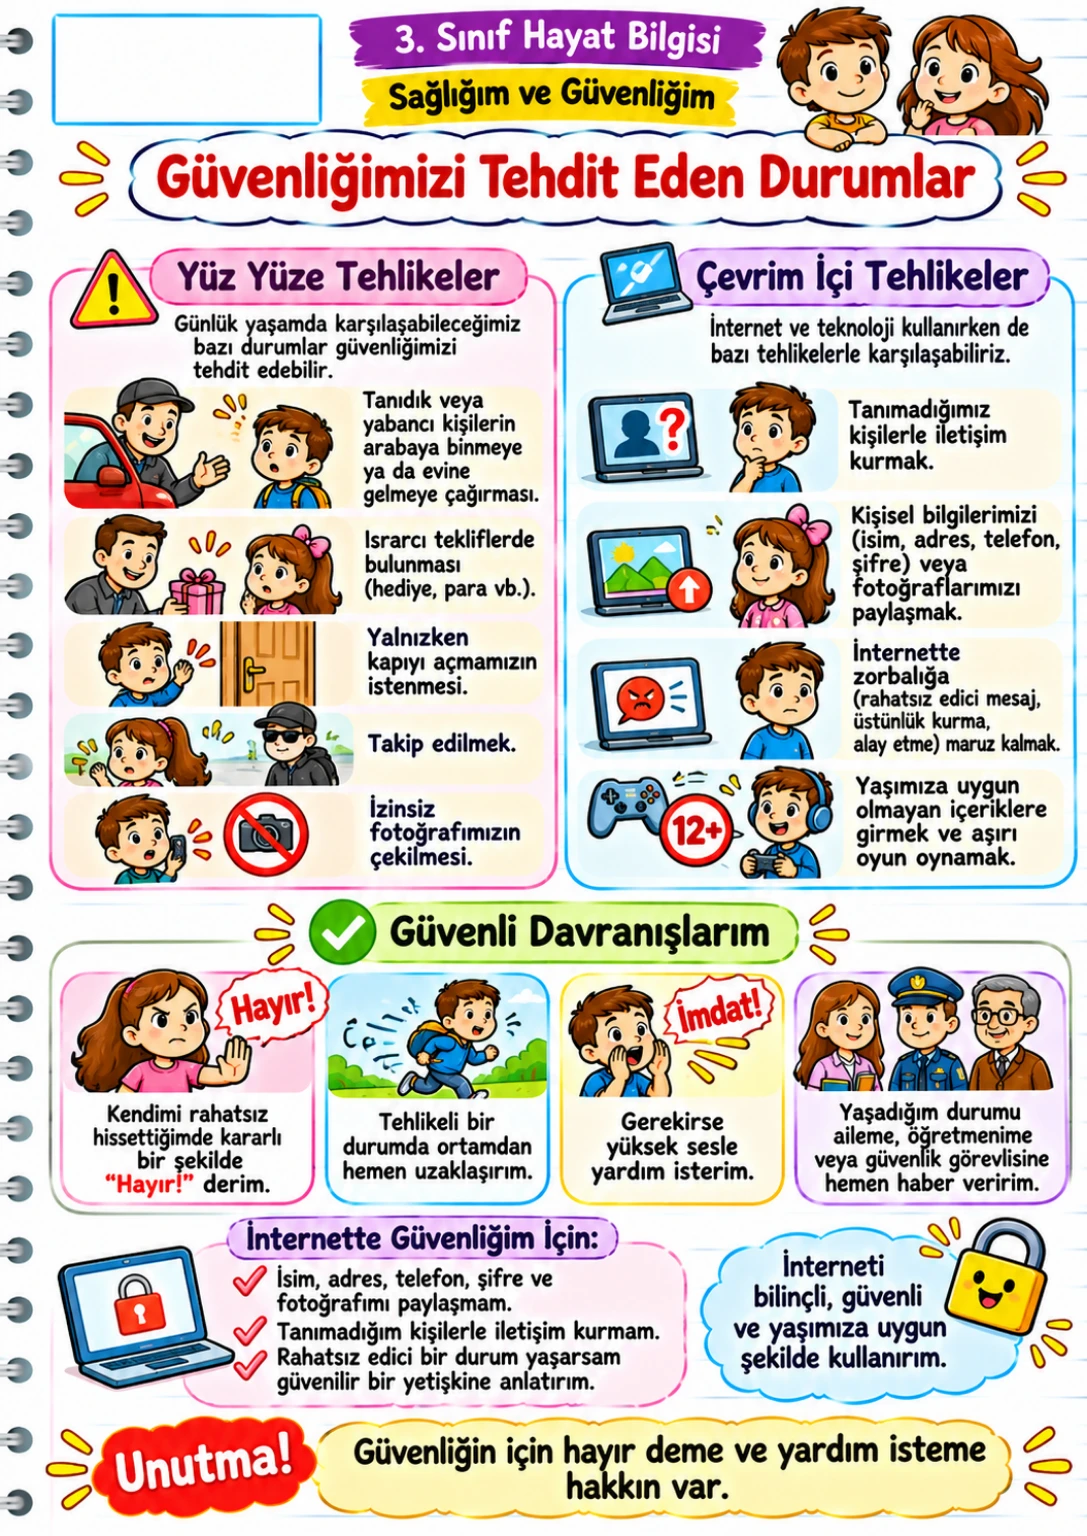 3. Sınıf Hayat Bilgisi
Sağlığım ve Güvenliğim
Güvenliğimizi Tehdit Eden Durumlar
Yüz Yüze Tehlikeler
Günlük yaşamda karşılaşabileceğimiz
bazı durumlar güvenliğimizi
tehdit edebilir.
Tanıdık veya
yabancı kişilerin
arabaya binmeye
ya da evine
gelmeye çağırması.
Israrcı tekliflerde
bulunması
(hediye, para vb.).
Yalnızken
kapıyı açmamızın
istenmesi.
Takip edilmek.
İzinsiz
fotoğrafımızın
çekilmesi.
Çevrim İçi Tehlikeler
İnternet ve teknoloji kullanırken de
bazı tehlikelerle karşılaşabiliriz.
?
Tanımadığımız
kişilerle iletişim
kurmak.
Kişisel bilgilerimizi
(isim, adres, telefon,
şifre) veya
fotoğraflarımızı
paylaşmak.
İnternette
zorbalığa
(rahatsız edici mesaj,
üstünlük kurma,
alay etme) maruz kalmak.
12+
Yaşımıza uygun
olmayan içeriklere
girmek ve aşırı
oyun oynamak.
Güvenli Davranışlarım
Hayır!
Kendimi rahatsız
hissettiğimde kararlı
bir şekilde
“Hayır!” derim.
Tehlikeli bir
durumda ortamdan
hemen uzaklaşırım.
İmdat!
Gerekirse
yüksek sesle
yardım isterim.
Yaşadığım durumu
aileme, öğretmenime
veya güvenlik görevlisine
hemen haber veririm.
İnternette Güvenliğim İçin:
İsim, adres, telefon, şifre ve
fotoğrafımı paylaşmam.
Tanımadığım kişilerle iletişim kurmam.
Rahatsız edici bir durum yaşarsam
güvenilir bir yetişkine anlatırım.
İnterneti
bilinçli, güvenli
ve yaşımıza uygun
şekilde kullanırım.
Unutma!
Güvenliğin için hayır deme ve yardım isteme
hakkın var.